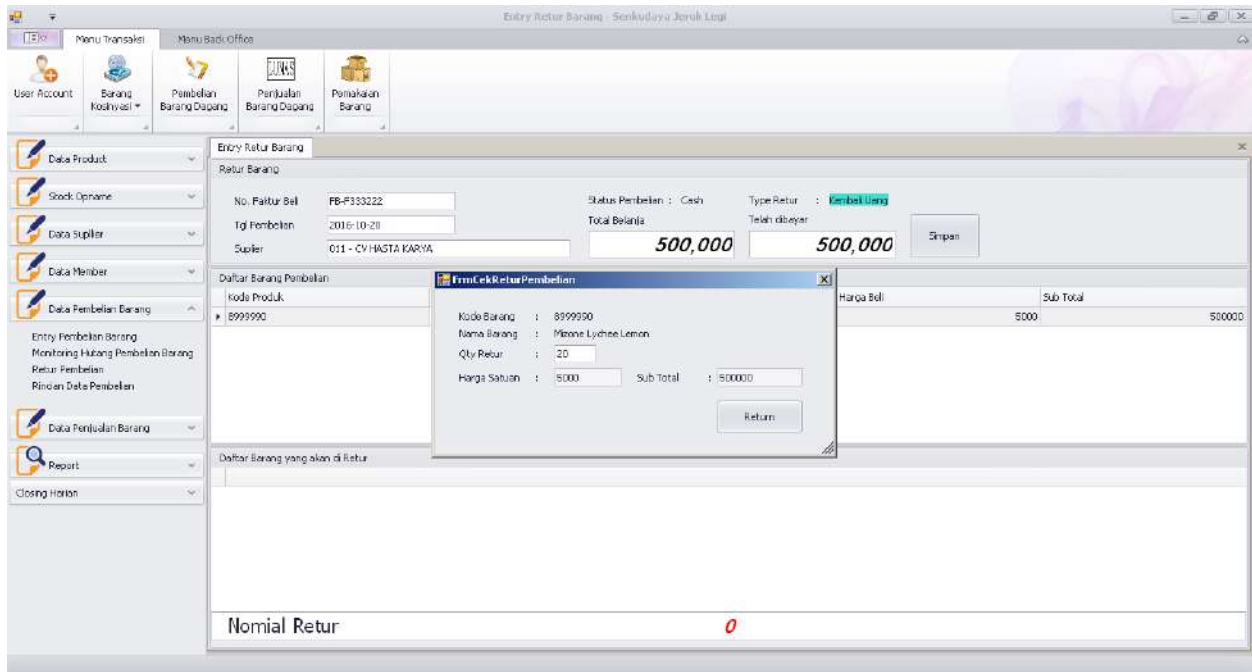 Entry Retur Barang - Senkudaya Jeruk Legi
Menu Transaksi Menu Back Office
User Account
Barang Kosinyasi
Pembelian Barang Dagang
LUNAS
Penjualan Barang Dagang
Pemakaian Barang
Data Product
Stock Opname
Data Suplier
Data Member
Data Pembelian Barang
Entry Pembelian Barang
Monitoring Hutang Pembelian Barang
Retur Pembelian
Rincian Data Pembelian
Data Penjualan Barang
Report
Closing Harian
Entry Retur Barang
Retur Barang
No. Faktur Beli FB-F333222
Tgl Pembelian 2016-10-20
Suplier 011 - CV HASTA KARYA
Status Pembelian : Cash
Type Retur : Kembali Uang
Total Belanja
Telah dibayar
500,000
500,000
Simpan
Daftar Barang Pembelian
Kode Produk Harga Beli Sub Total
8999990 5000 500000
FrmCekReturPembelian
Kode Barang : 8999990
Nama Barang : Mizone Lychee Lemon
Qty Retur : 20
Harga Satuan : 5000 Sub Total : 500000
Return
Daftar Barang yang akan di Retur
Nomial Retur 0